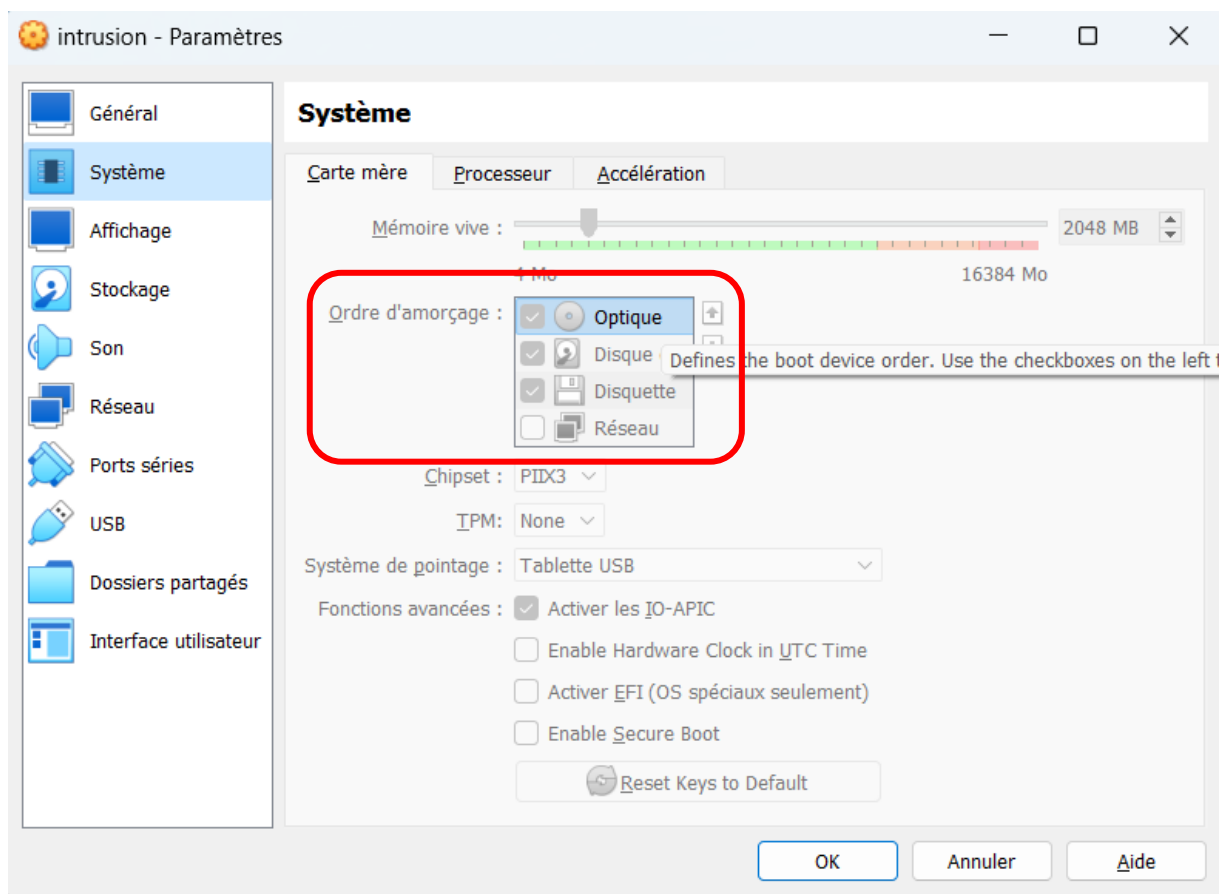 intrusion - Paramètres
Général
Système
Affichage
Stockage
Son
Réseau
Ports séries
USB
Dossiers partagés
Interface utilisateur
Système
Carte mère Processeur Accélération
Mémoire vive : 2048 MB
4 Mo 16384 Mo
Ordre d'amorçage : Optique
Disque
Defines the boot device order. Use the checkboxes on the left
Disquette
Réseau
Chipset : PIIX3
TPM: None
Système de pointage : Tablette USB
Fonctions avancées : Activer les IO-APIC
Enable Hardware Clock in UTC Time
Activer EFI (OS spéciaux seulement)
Enable Secure Boot
Reset Keys to Default
OK Annuler Aide